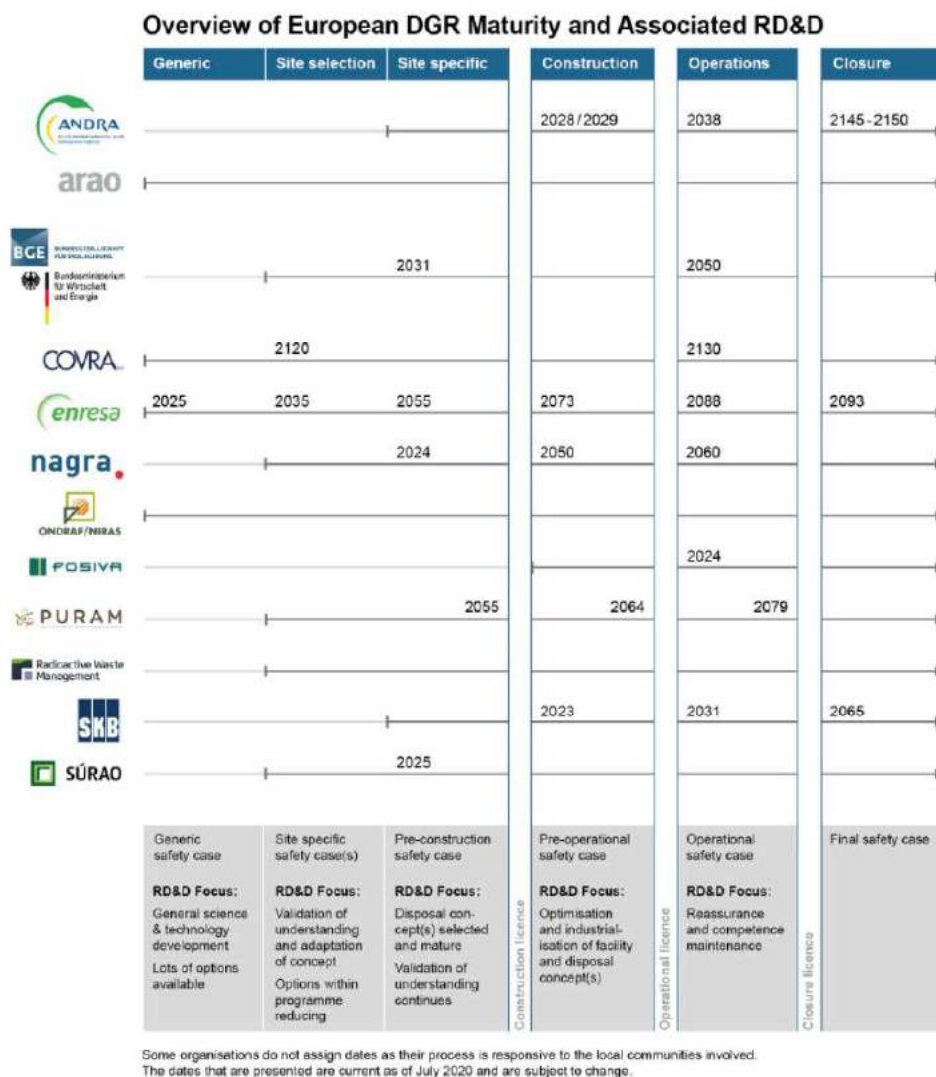 Overview of European DGR Maturity and Associated RD&D
Generic Site selection Site specific Construction Operations Closure
ANDRA 2028/2029 2038 2145-2150
arao
BGE
Bundesministerium
für Wirtschaft
und Energie
2031 2050
COVRA 2120 2130
enresa 2025 2035 2055 2073 2088 2093
nagra. 2024 2050 2060
ONDRAF/NIRAS
POSIVA 2024
PURAM 2055 2064 2079
Radioactive Waste
Management
SKB 2023 2031 2065
SÚRAO 2025
Generic
safety case
RD&D Focus:
General science
& technology
development
Lots of options
available
Site specific
safety case(s)
RD&D Focus:
Validation of
understanding
and adaptation
of concept
Options within
programme
reducing
Pre-construction
safety case
RD&D Focus:
Disposal con-
cept(s) selected
and mature
Validation of
understanding
continues
Construction licence
Pre-operational
safety case
RD&D Focus:
Optimisation
and industrial-
isation of facility
and disposal
concept(s)
Operational licence
Operational
safety case
RD&D Focus:
Reassurance
and competence
maintenance
Closure licence
Final safety case
Some organisations do not assign dates as their process is responsive to the local communities involved.
The dates that are presented are current as of July 2020 and are subject to change.